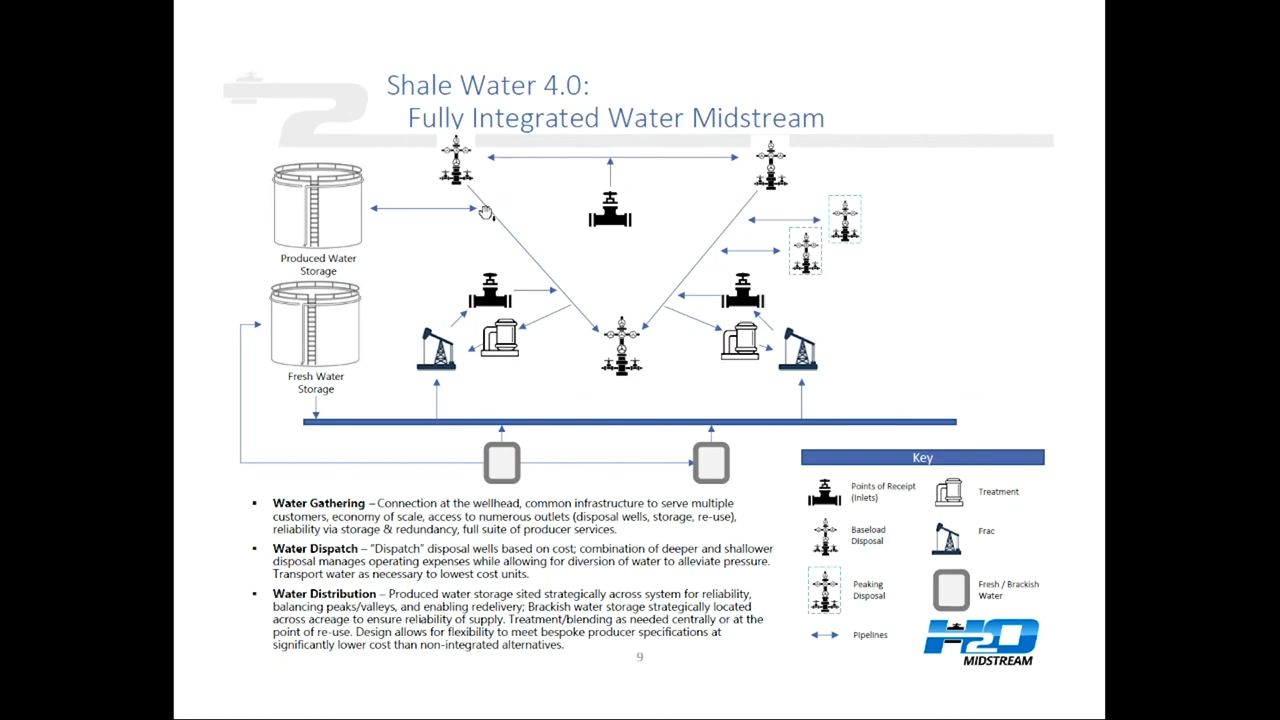 Shale Water 4.0:
Fully Integrated Water Midstream
Produced Water
Storage
Fresh Water
Storage
Key
Points of Receipt
(Inlets)
Treatment
Baseload
Disposal
Frac
Peaking
Disposal
Fresh / Brackish
Water
Pipelines
H2O
MIDSTREAM
▪ Water Gathering – Connection at the wellhead, common infrastructure to serve multiple
customers, economy of scale, access to numerous outlets (disposal wells, storage, re-use),
reliability via storage & redundancy, full suite of producer services.
▪ Water Dispatch – “Dispatch” disposal wells based on cost; combination of deeper and shallower
disposal manages operating expenses while allowing for diversion of water to alleviate pressure.
Transport water as necessary to lowest cost units.
▪ Water Distribution – Produced water storage sited strategically across system for reliability,
balancing peaks/valleys, and enabling redelivery; Brackish water storage strategically located
across acreage to ensure reliability of supply. Treatment/blending as needed centrally or at the
point of re-use. Design allows for flexibility to meet bespoke producer specifications at
significantly lower cost than non-integrated alternatives.
9